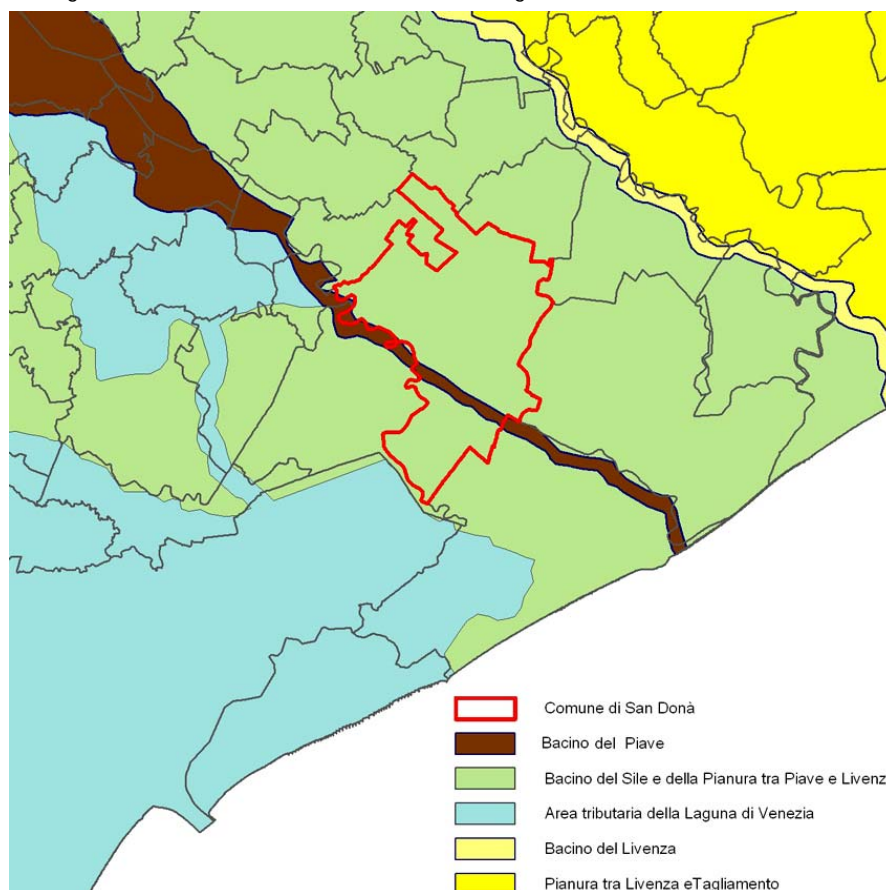 Comune di San Donà
Bacino del Piave
Bacino del Sile e della Pianura tra Piave e Livenz
Area tributaria della Laguna di Venezia
Bacino del Livenza
Pianura tra Livenza eTagliamento